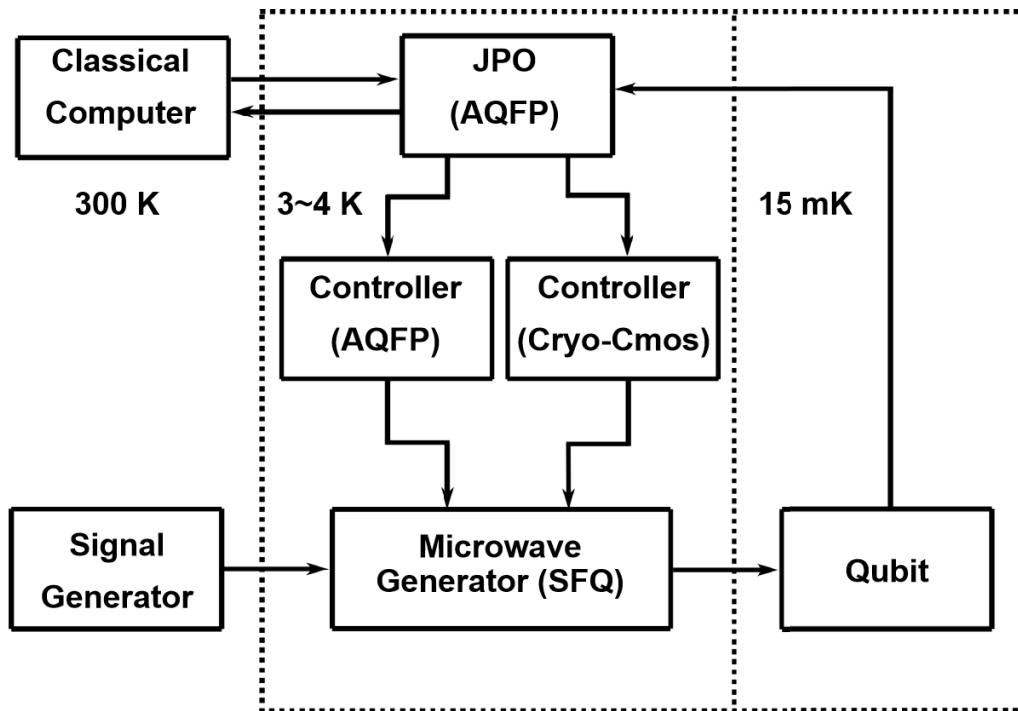 Classical
Computer
JPO
(AQFP)
300 K
3~4 K
15 mK
Controller
(AQFP)
Controller
(Cryo-Cmos)
Signal
Generator
Microwave
Generator (SFQ)
Qubit